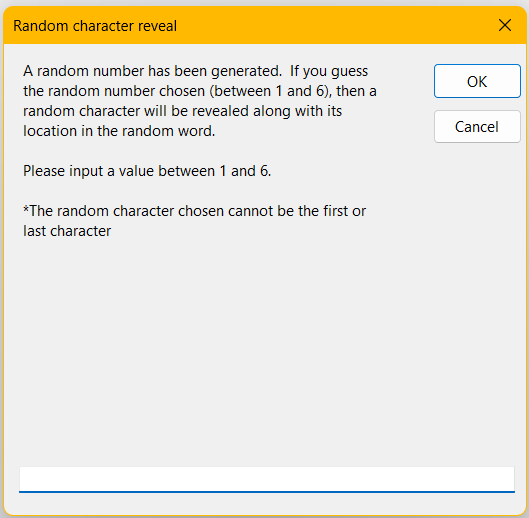 Random character reveal
A random number has been generated.  If you guess
the random number chosen (between 1 and 6), then a
random character will be revealed along with its
location in the random word.
Please input a value between 1 and 6.
*The random character chosen cannot be the first or
last character
OK
Cancel